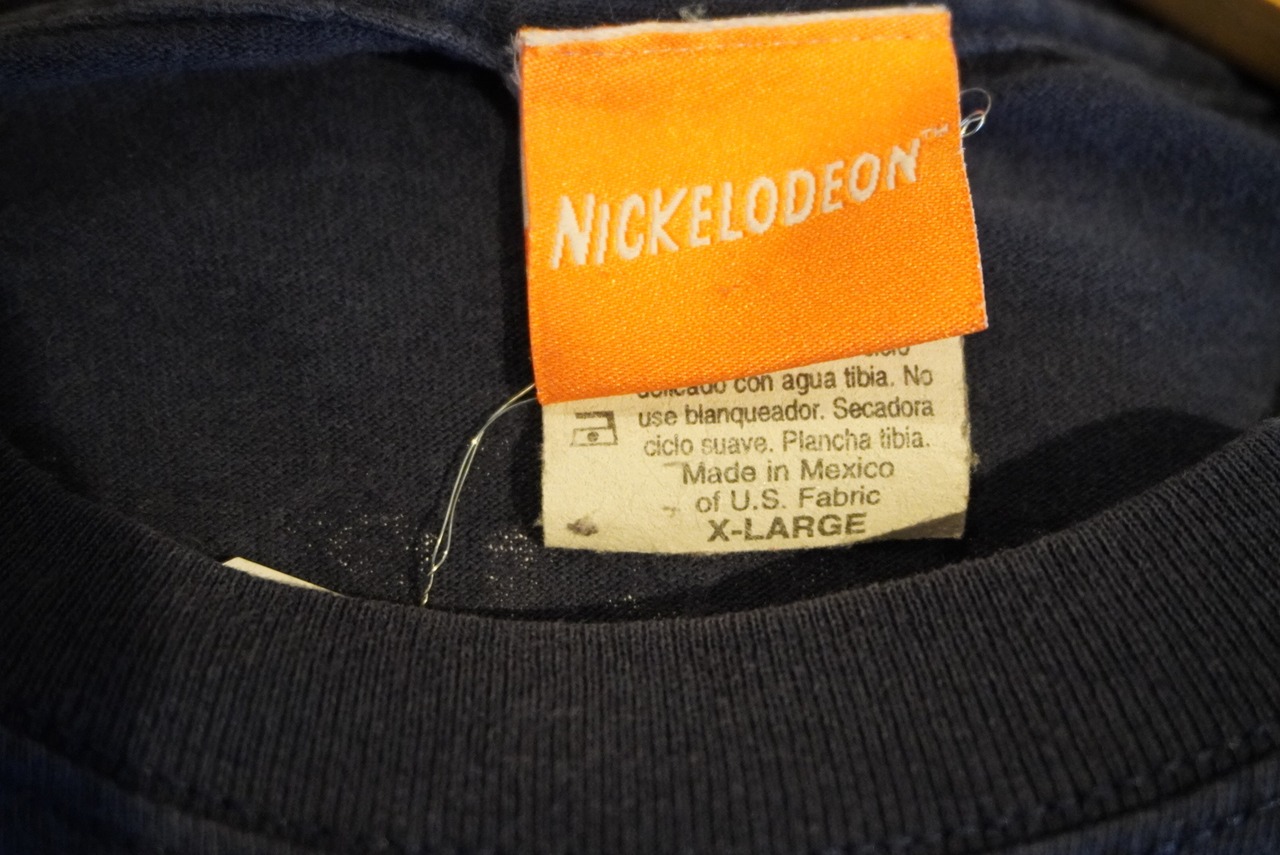 NICKELODEON™
ciclo
delicado con agua tibia. No
use blanqueador. Secadora
ciclo suave. Plancha tibia.
Made in Mexico
of U.S. Fabric
X-LARGE